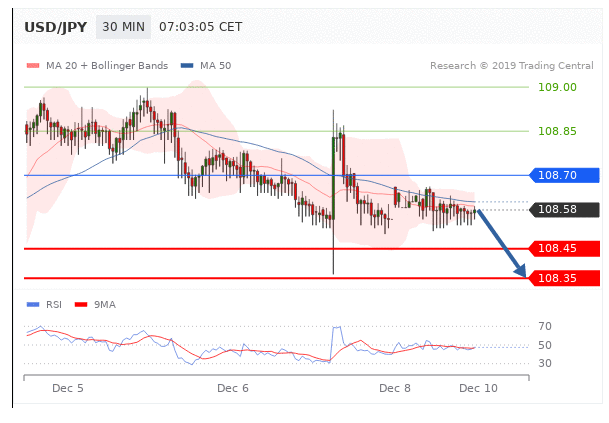 USD/JPY 30 MIN 07:03:05 CET
MA 20 + Bollinger Bands MA 50 Research © 2019 Trading Central
109.00
108.85
108.70
108.58
108.45
108.35
RSI 9MA
70
50
30
Dec 5 Dec 6 Dec 8 Dec 10